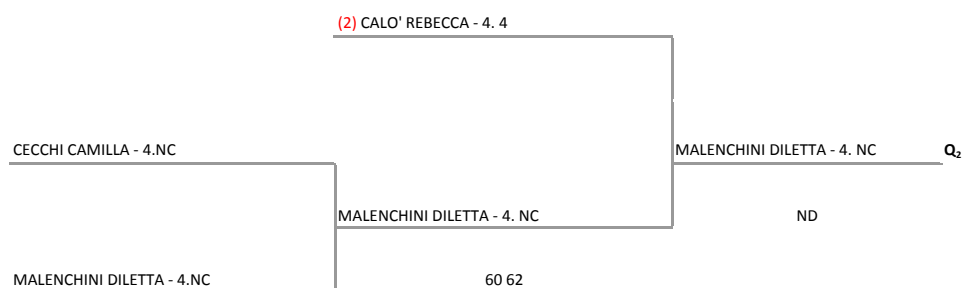 (2) CALO' REBECCA - 4. 4
CECCHI CAMILLA - 4.NC
MALENCHINI DILETTA - 4. NC Q₂
MALENCHINI DILETTA - 4. NC ND
MALENCHINI DILETTA - 4.NC 60 62